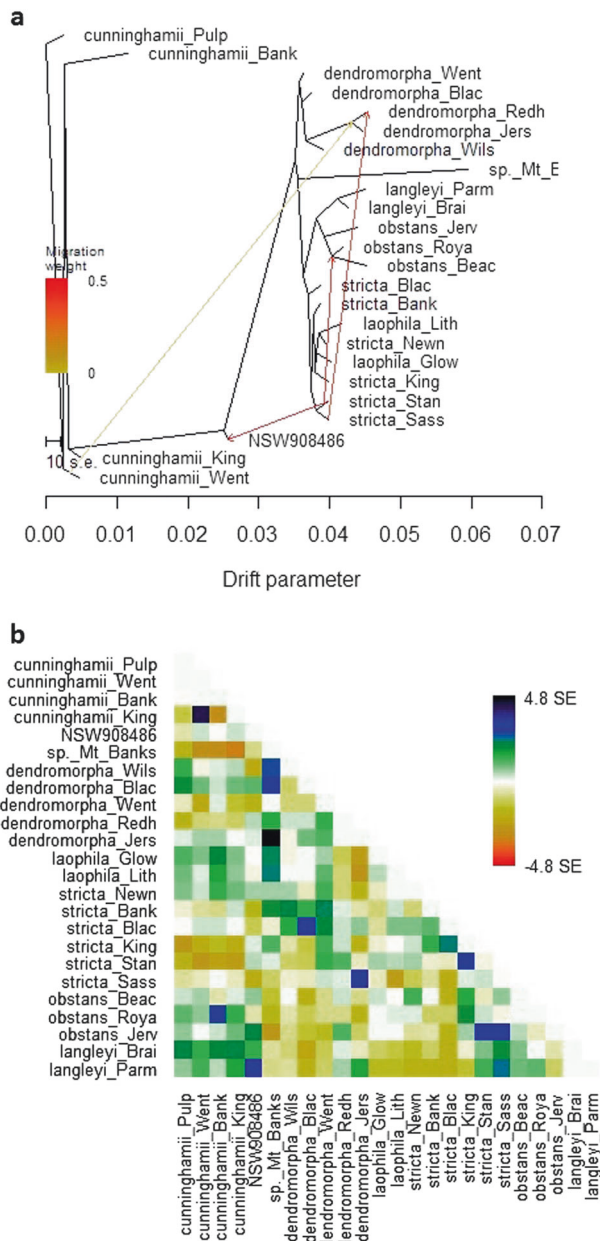 a
cunninghamii_Pulp
cunninghamii_Bank
dendromorpha_Went
dendromorpha_Blac
dendromorpha_Redh
dendromorpha_Jers
dendromorpha_Wils
sp._Mt_E
langleyi_Parm
langleyi_Brai
obstans_Jerv
obstans_Roya
obstans_Beac
stricta_Blac
stricta_Bank
laophila_Lith
stricta_Newn
laophila_Glow
stricta_King
stricta_Stan
stricta_Sass
NSW908486
cunninghamii_King
cunninghamii_Went
Migration
weight
0.5
0
10 s.e.
0.00 0.01 0.02 0.03 0.04 0.05 0.06 0.07
Drift parameter
b
cunninghamii_Pulp
cunninghamii_Went
cunninghamii_Bank
cunninghamii_King
NSW908486
sp._Mt_Banks
dendromorpha_Wils
dendromorpha_Blac
dendromorpha_Went
dendromorpha_Redh
dendromorpha_Jers
laophila_Glow
laophila_Lith
stricta_Newn
stricta_Bank
stricta_Blac
stricta_King
stricta_Stan
stricta_Sass
obstans_Beac
obstans_Roya
obstans_Jerv
langleyi_Brai
langleyi_Parm
4.8 SE
-4.8 SE
cunninghamii_Pulp
cunninghamii_Went
cunninghamii_Bank
cunninghamii_King
NSW908486
sp._Mt_Banks
dendromorpha_Wils
dendromorpha_Blac
dendromorpha_Went
dendromorpha_Redh
dendromorpha_Jers
laophila_Glow
laophila_Lith
stricta_Newn
stricta_Bank
stricta_Blac
stricta_King
stricta_Stan
stricta_Sass
obstans_Beac
obstans_Roya
obstans_Jerv
langleyi_Brai
langleyi_Parm